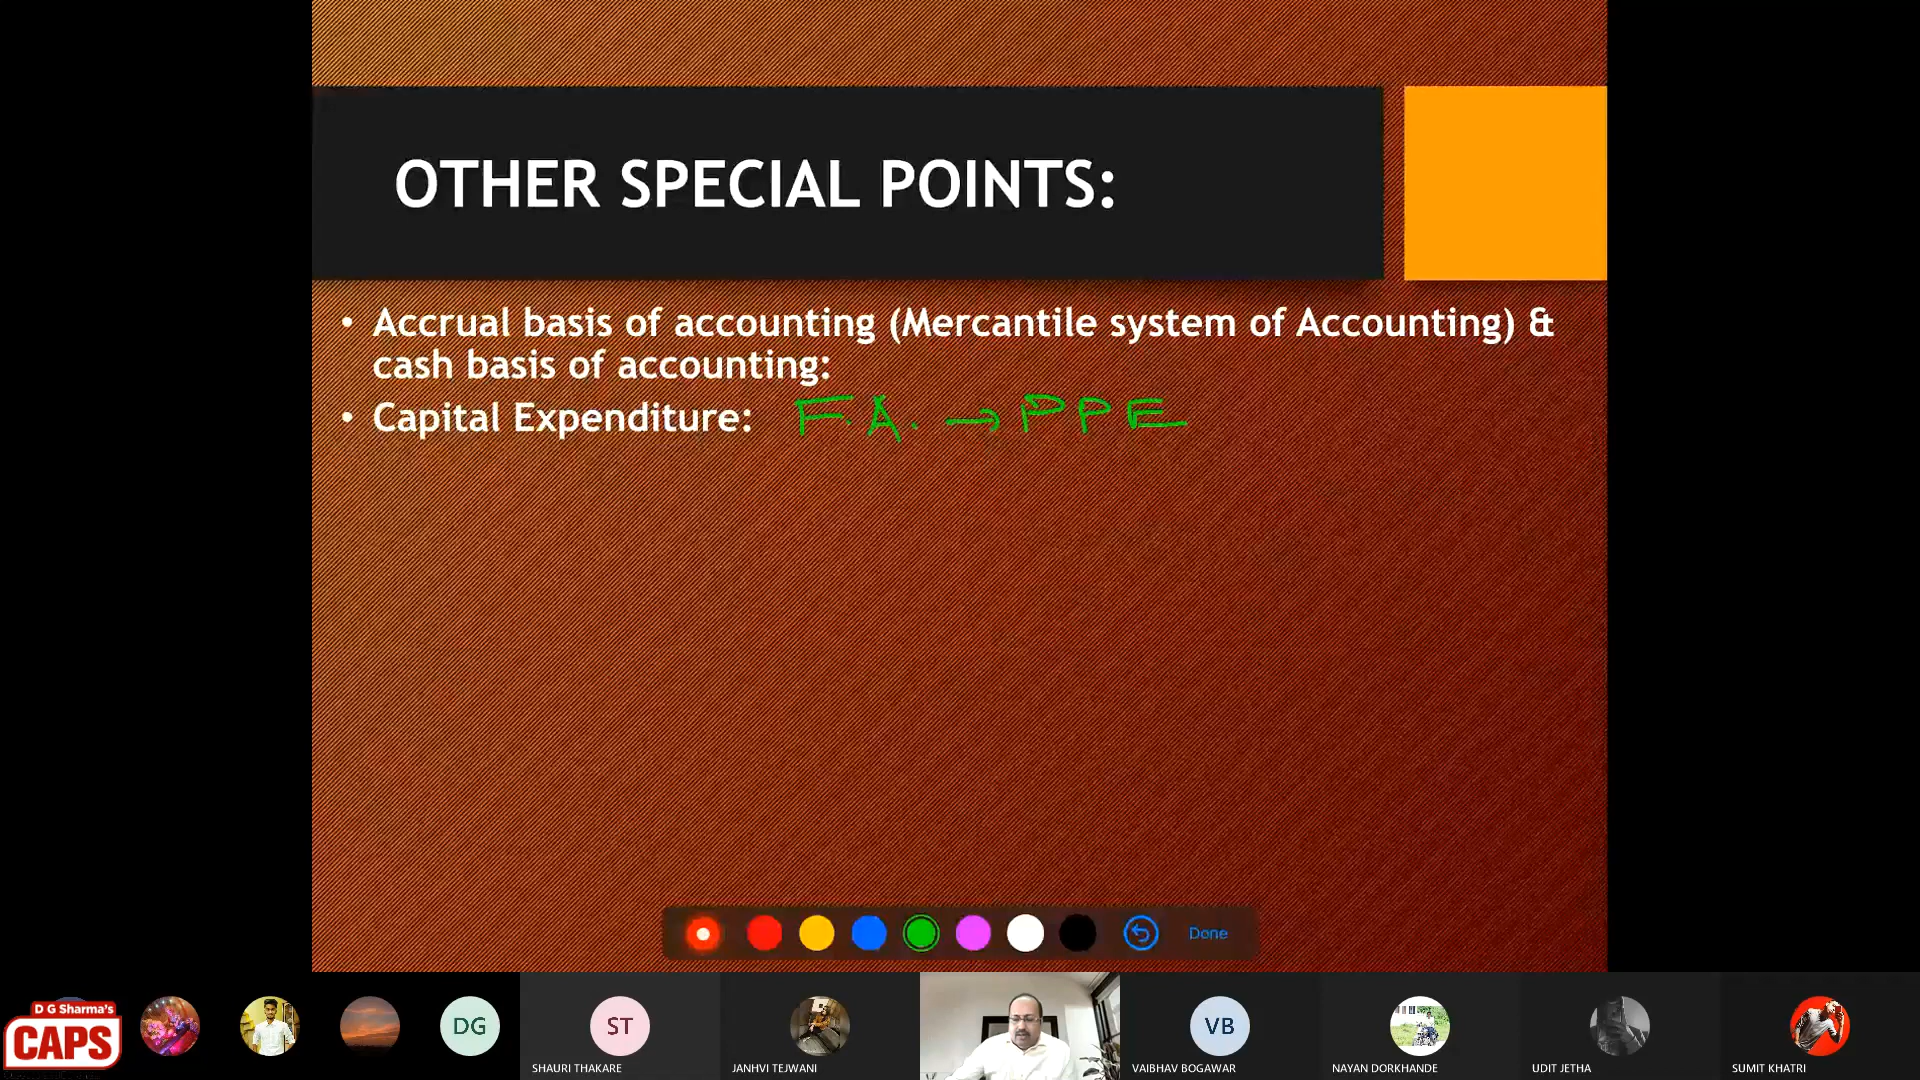 OTHER SPECIAL POINTS:
• Accrual basis of accounting (Mercantile system of Accounting) &
cash basis of accounting:
• Capital Expenditure: F.A. → PPE
Done
D G Sharma's
CAPS
DG
ST
VB
SHAURI THAKARE
JANHVI TEJWANI
VAIBHAV BOGAWAR
NAYAN DORKHANDE
UDIT JETHA
SUMIT KHATRI